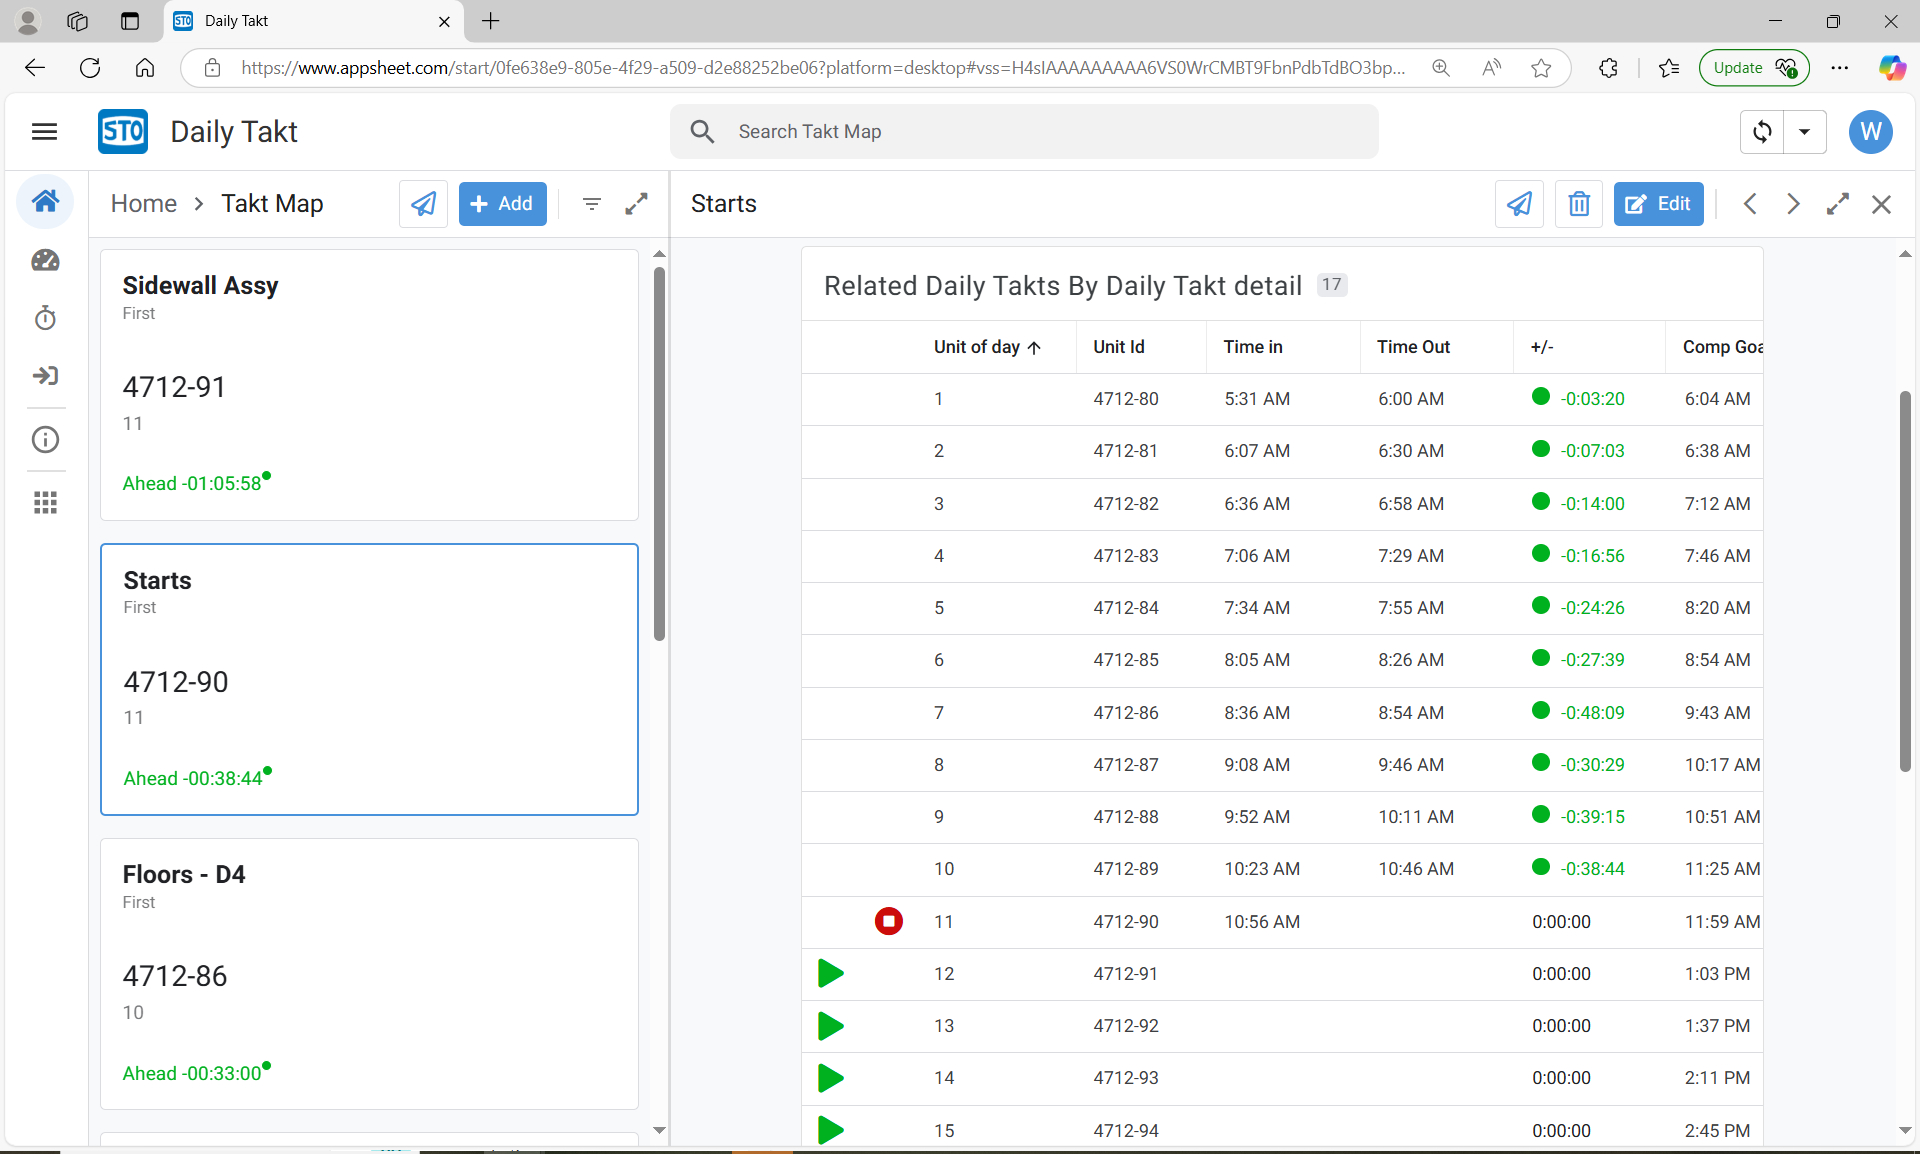 Daily Takt
https://www.appsheet.com/start/0fe638e9-805e-4f29-a509-d2e88252be06?platform=desktop#vss=H4sIAAAAAAAAA6VS0WrCMBT9FbnPdbTdBO3bp...
Update
STO Daily Takt
Search Takt Map
W
Home > Takt Map
+ Add
Starts
Edit
Sidewall Assy
First
4712-91
11
Ahead -01:05:58
Starts
First
4712-90
11
Ahead -00:38:44
Floors - D4
First
4712-86
10
Ahead -00:33:00
Related Daily Takts By Daily Takt detail 17
Unit of day Unit Id Time in Time Out +/- Comp Goa
1 4712-80 5:31 AM 6:00 AM -0:03:20 6:04 AM
2 4712-81 6:07 AM 6:30 AM -0:07:03 6:38 AM
3 4712-82 6:36 AM 6:58 AM -0:14:00 7:12 AM
4 4712-83 7:06 AM 7:29 AM -0:16:56 7:46 AM
5 4712-84 7:34 AM 7:55 AM -0:24:26 8:20 AM
6 4712-85 8:05 AM 8:26 AM -0:27:39 8:54 AM
7 4712-86 8:36 AM 8:54 AM -0:48:09 9:43 AM
8 4712-87 9:08 AM 9:46 AM -0:30:29 10:17 AM
9 4712-88 9:52 AM 10:11 AM -0:39:15 10:51 AM
10 4712-89 10:23 AM 10:46 AM -0:38:44 11:25 AM
11 4712-90 10:56 AM 0:00:00 11:59 AM
12 4712-91 0:00:00 1:03 PM
13 4712-92 0:00:00 1:37 PM
14 4712-93 0:00:00 2:11 PM
15 4712-94 0:00:00 2:45 PM